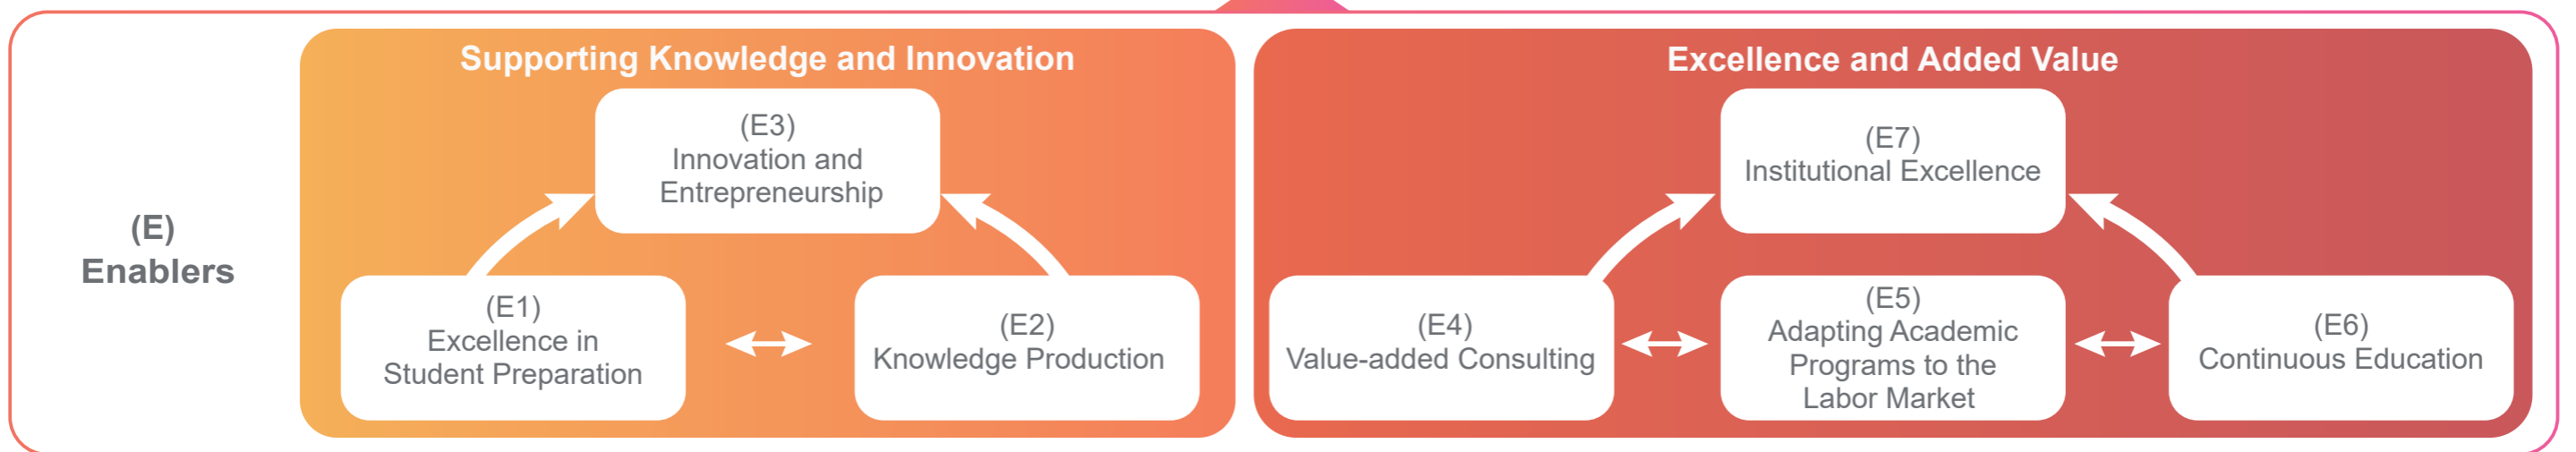 (E)
Enablers
Supporting Knowledge and Innovation
(E3)
Innovation and
Entrepreneurship
(E1)
Excellence in
Student Preparation
(E2)
Knowledge Production
Excellence and Added Value
(E7)
Institutional Excellence
(E4)
Value-added Consulting
(E5)
Adapting Academic
Programs to the
Labor Market
(E6)
Continuous Education